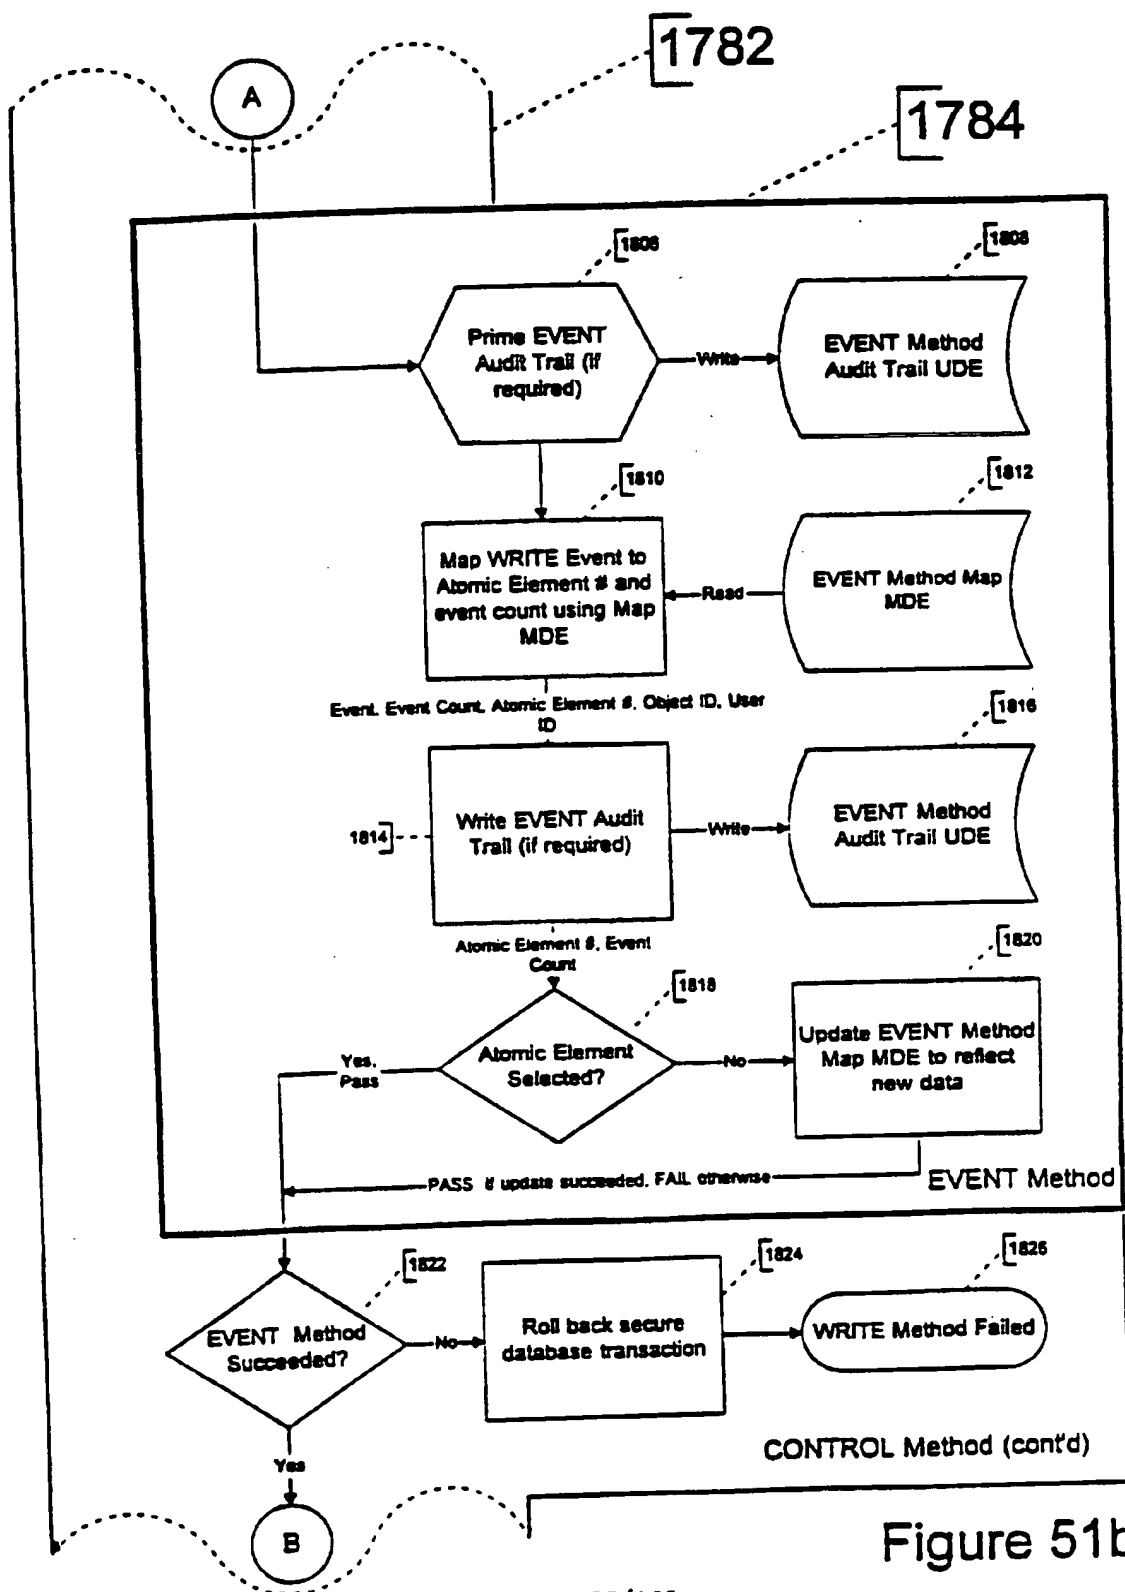 1782
A
1784
1806
1808
Prime EVENT
Audit Trail (if
required)
Write
EVENT Method
Audit Trail UDE
1810
1812
Map WRITE Event to
Atomic Element # and
event count using Map
MDE
Read
EVENT Method Map
MDE
Event, Event Count, Atomic Element #, Object ID, User
ID
1816
1814
Write EVENT Audit
Trail (if required)
Write
EVENT Method
Audit Trail UDE
Atomic Element #, Event
Count
1818
1820
Atomic Element
Selected?
Yes,
Pass
No
Update EVENT Method
Map MDE to reflect
new data
PASS if update succeeded, FAIL otherwise
EVENT Method
1822
1824
1826
EVENT Method
Succeeded?
No
Roll back secure
database transaction
WRITE Method Failed
CONTROL Method (cont'd)
Yes
B
Figure 51b